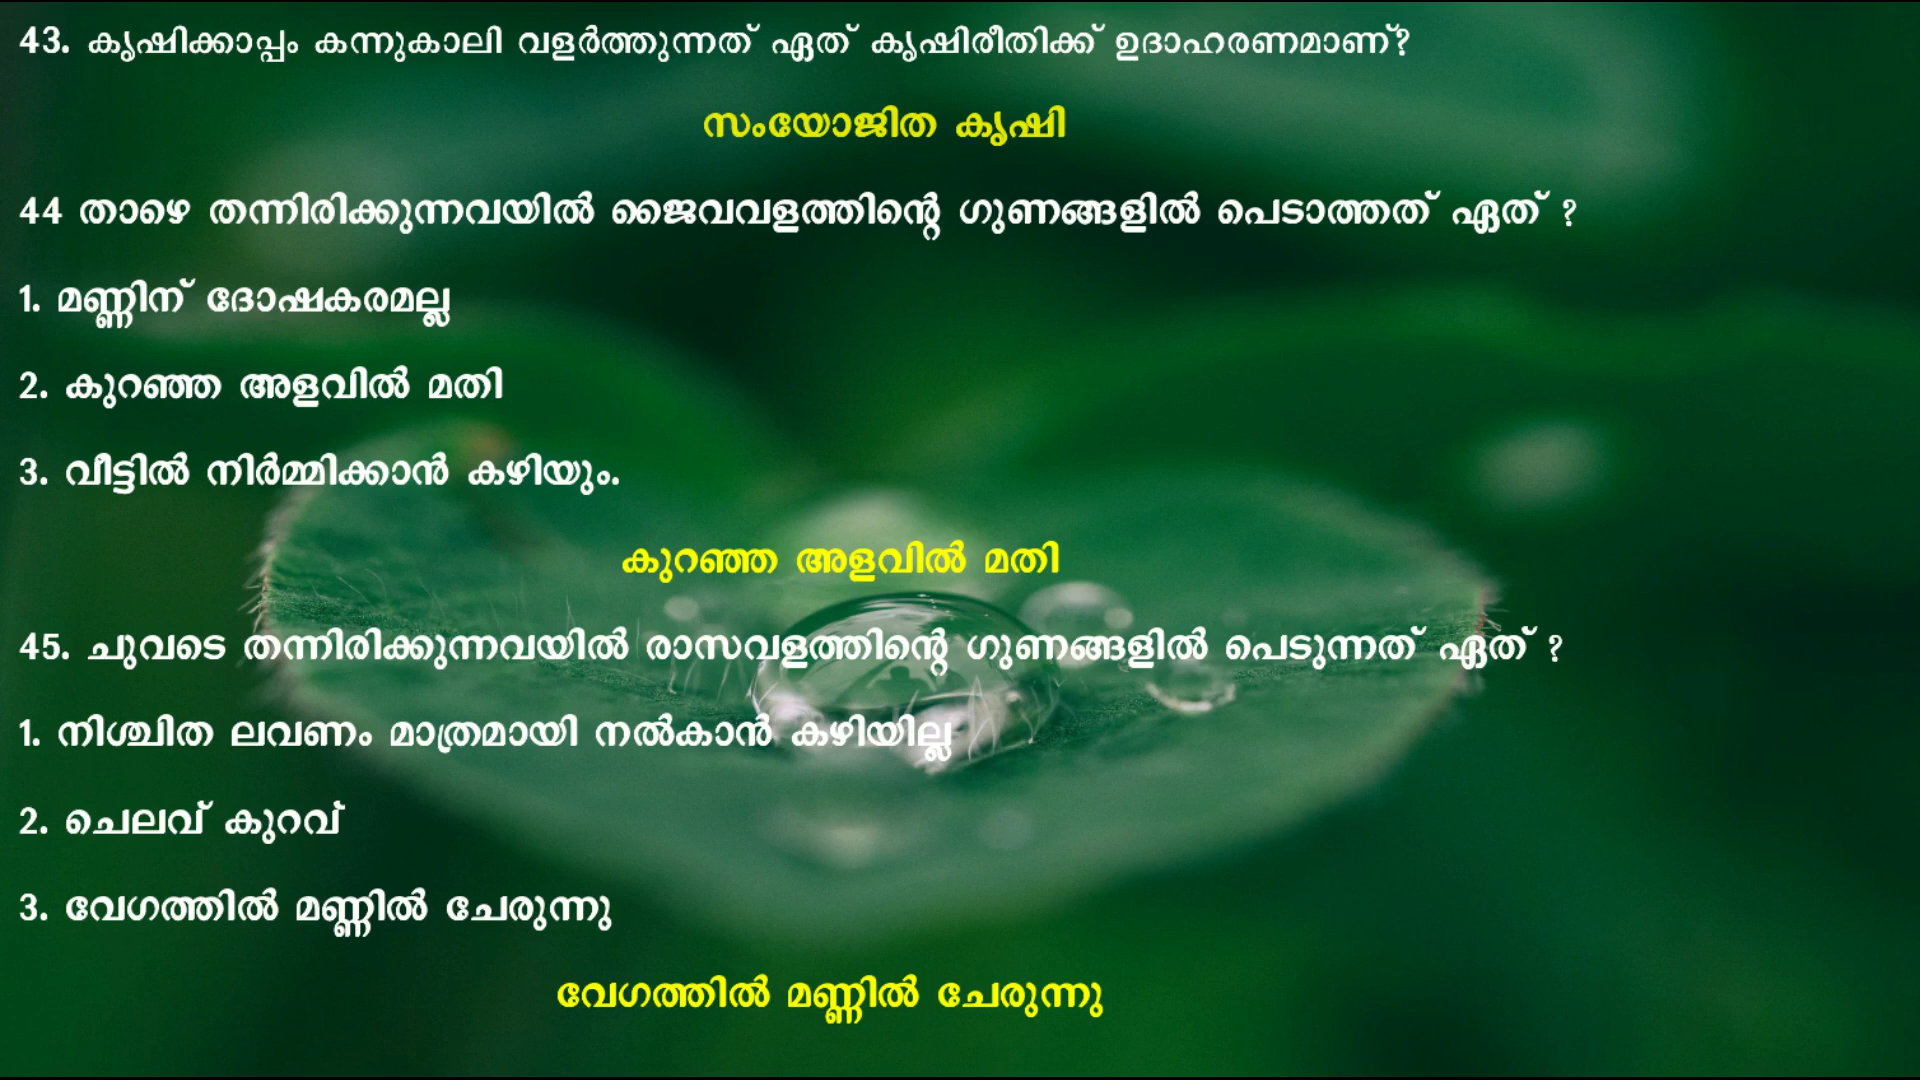 43. കൃഷിക്കാപ്പം കന്നുകാലി വളർത്തുന്നത് ഏത് കൃഷിരീതിക്ക് ഉദാഹരണമാണ്?
സംയോജിത കൃഷി
44 താഴെ തന്നിരിക്കുന്നവയിൽ ജൈവവളത്തിന്റെ ഗുണങ്ങളിൽ പെടാത്തത് ഏത് ?
1. മണ്ണിന് ദോഷകരമല്ല
2. കുറഞ്ഞ അളവിൽ മതി
3. വീട്ടിൽ നിർമ്മിക്കാൻ കഴിയും.
കുറഞ്ഞ അളവിൽ മതി
45. ചുവടെ തന്നിരിക്കുന്നവയിൽ രാസവളത്തിന്റെ ഗുണങ്ങളിൽ പെടുന്നത് ഏത് ?
1. നിശ്ചിത ലവണം മാത്രമായി നൽകാൻ കഴിയില്ല
2. ചെലവ് കുറവ്
3. വേഗത്തിൽ മണ്ണിൽ ചേരുന്നു
വേഗത്തിൽ മണ്ണിൽ ചേരുന്നു